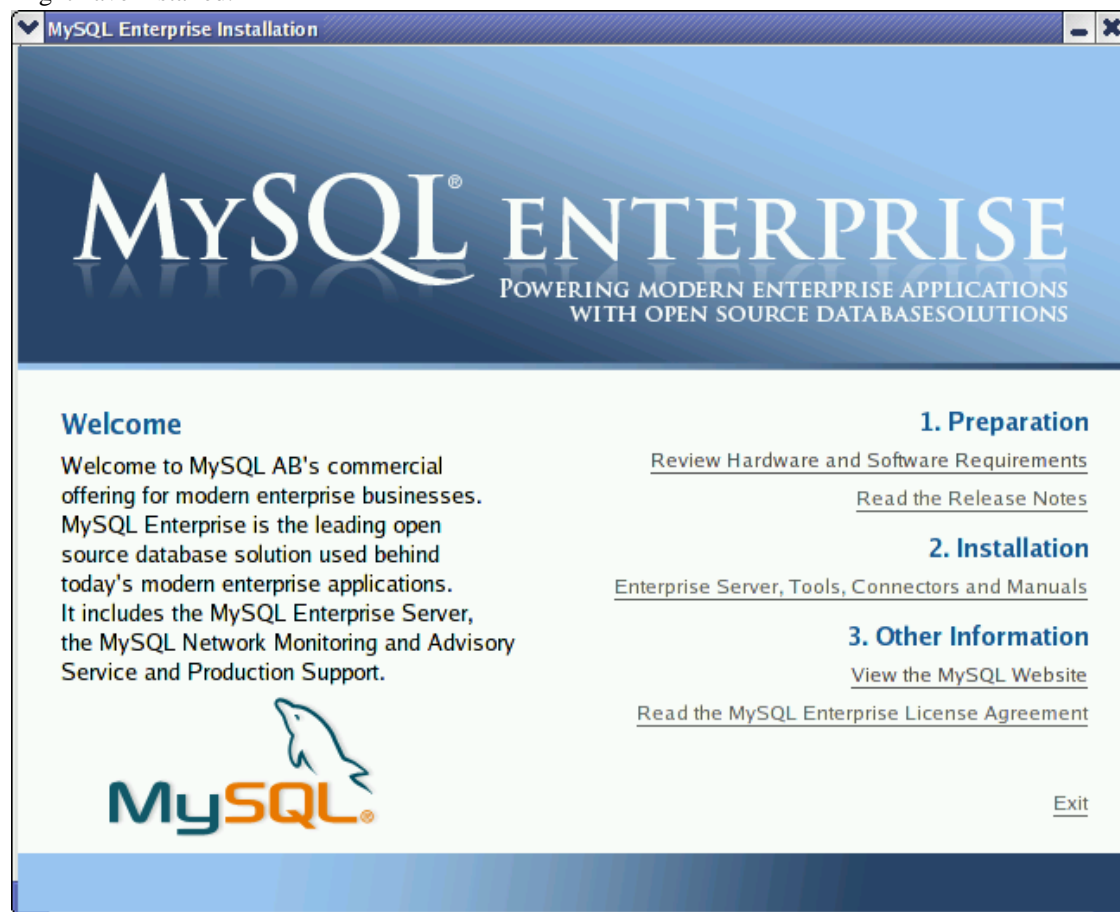 MySQL Enterprise Installation
MYSQL® ENTERPRISE
POWERING MODERN ENTERPRISE APPLICATIONS
WITH OPEN SOURCE DATABASESOLUTIONS
Welcome
Welcome to MySQL AB's commercial
offering for modern enterprise businesses.
MySQL Enterprise is the leading open
source database solution used behind
today's modern enterprise applications.
It includes the MySQL Enterprise Server,
the MySQL Network Monitoring and Advisory
Service and Production Support.
MySQL®
1. Preparation
Review Hardware and Software Requirements
Read the Release Notes
2. Installation
Enterprise Server, Tools, Connectors and Manuals
3. Other Information
View the MySQL Website
Read the MySQL Enterprise License Agreement
Exit